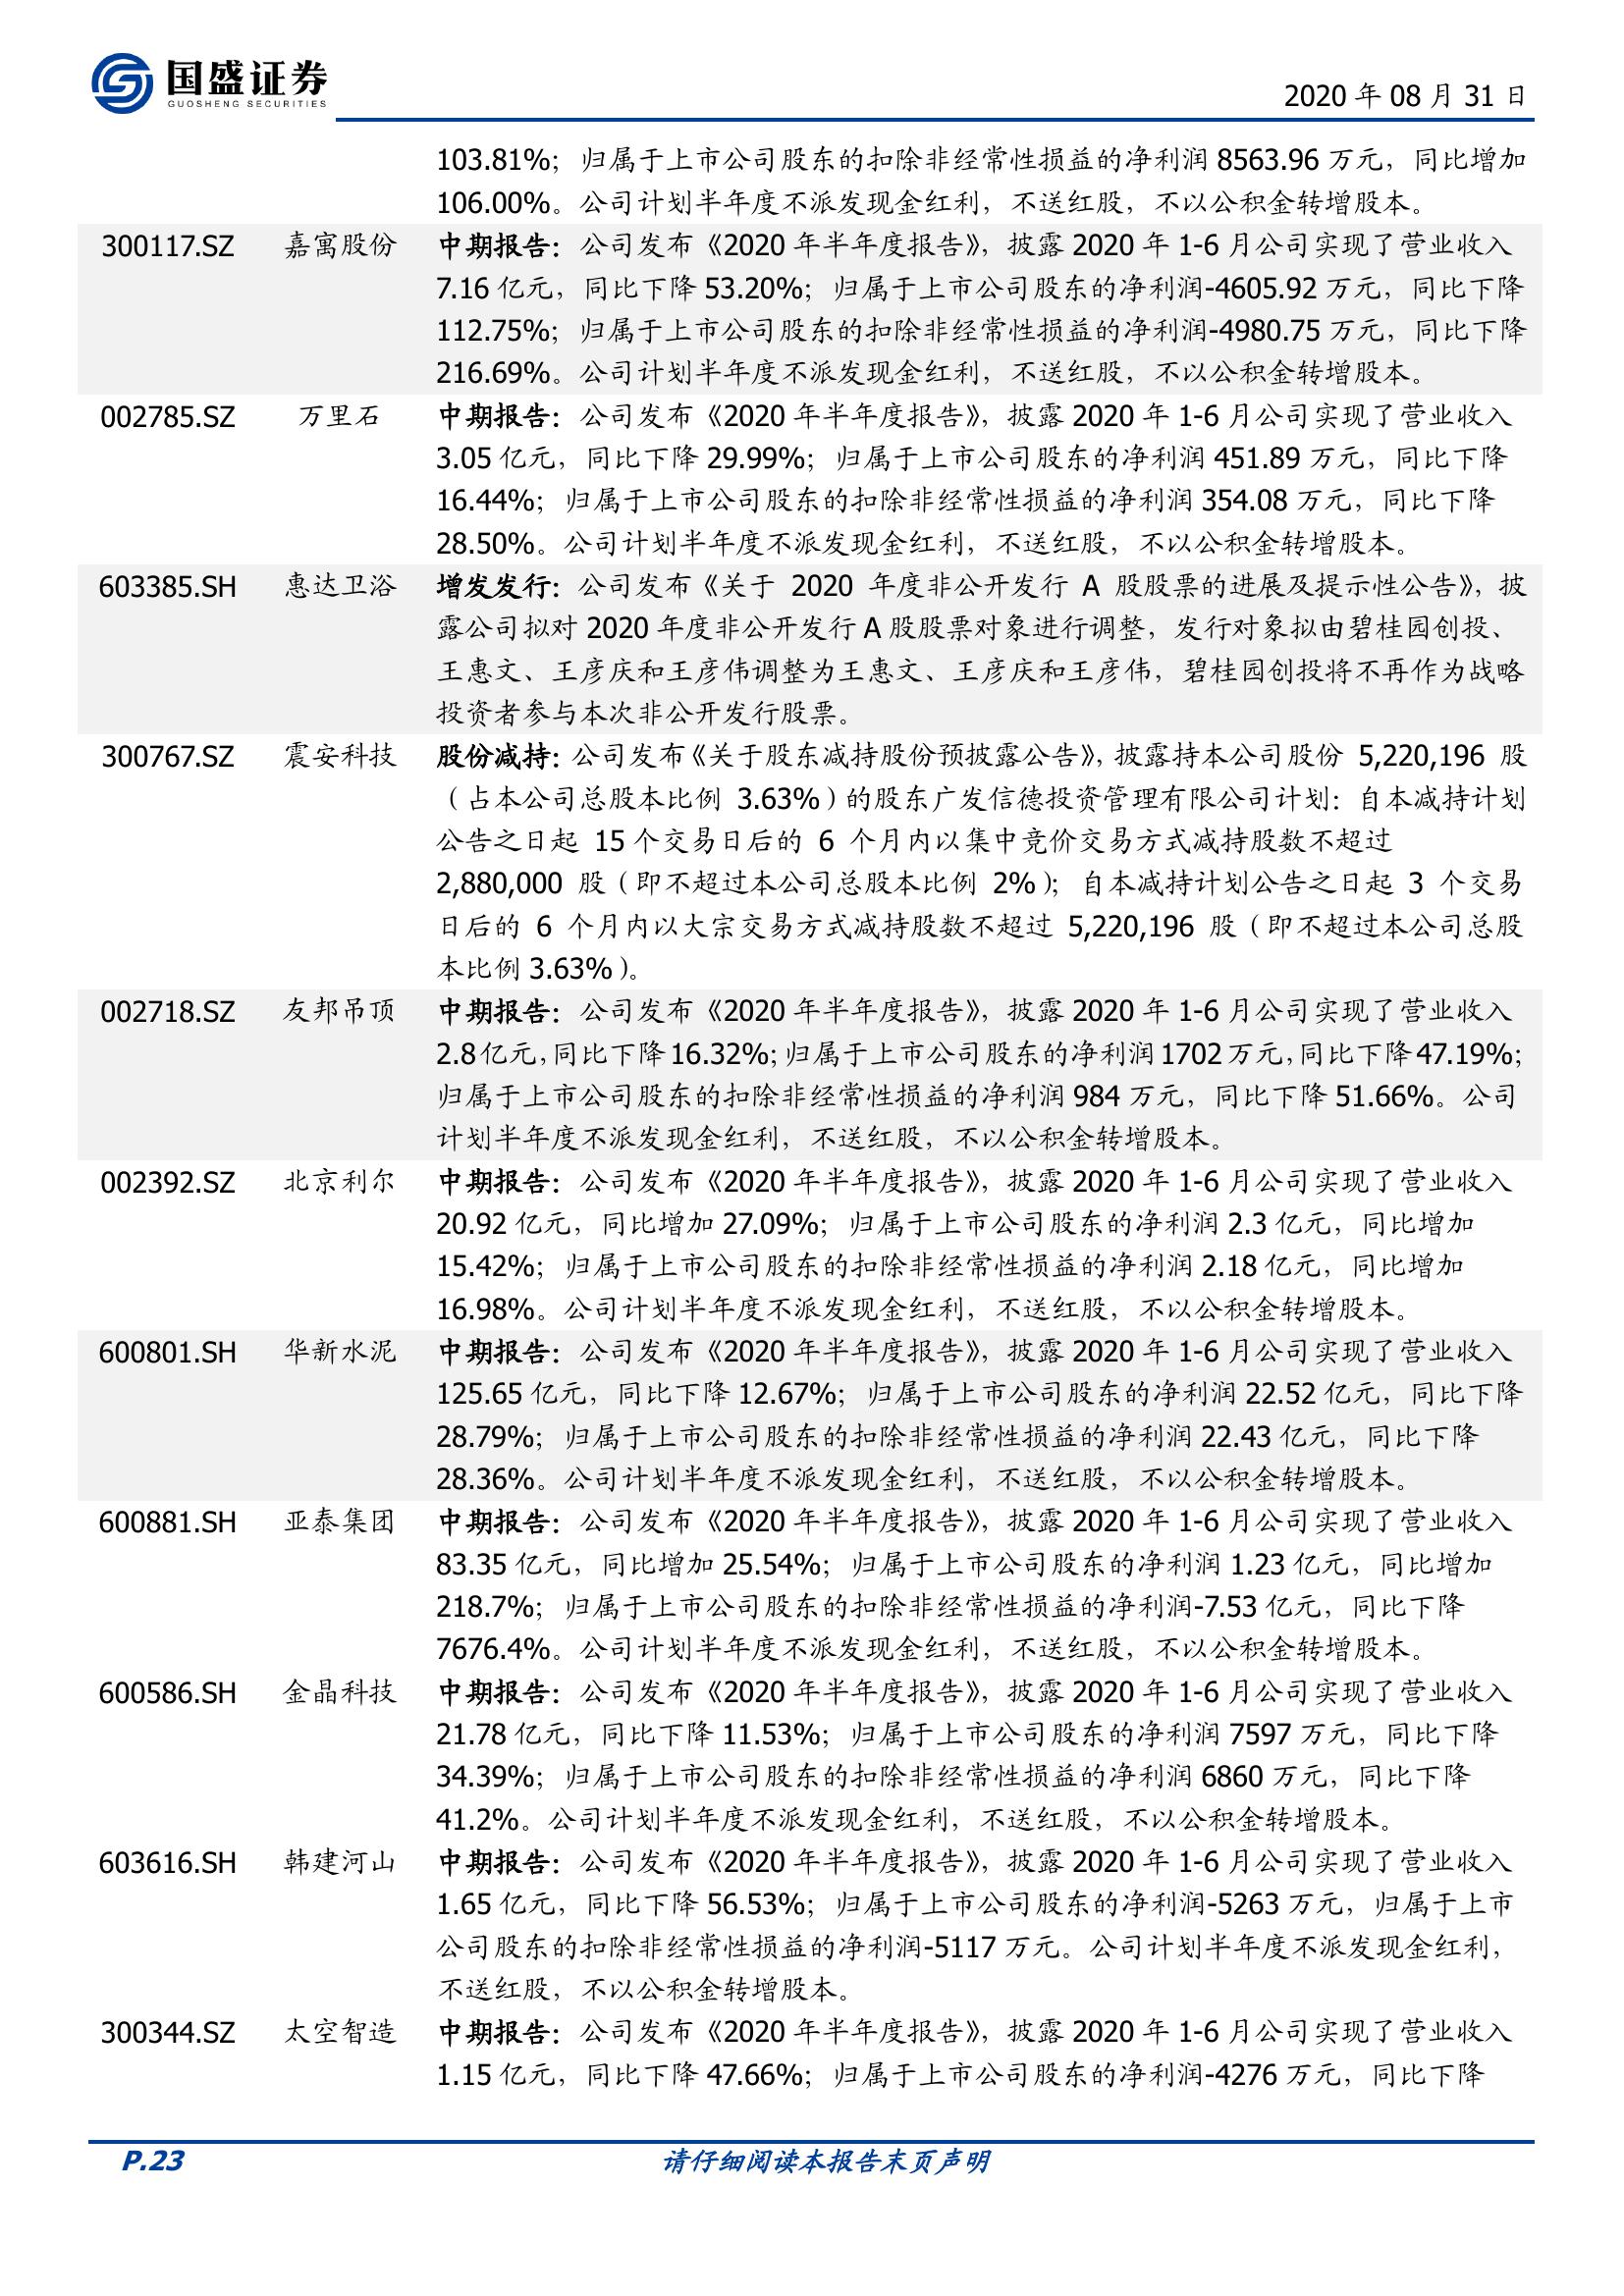 国盛证券
GUOSHENG SECURITIES
2020 年 08 月 31 日
103.81%；归属于上市公司股东的扣除非经常性损益的净利润 8563.96 万元，同比增加
106.00%。公司计划半年度不派发现金红利，不送红股，不以公积金转增股本。
300117.SZ 嘉寓股份 中期报告：公司发布《2020 年半年度报告》，披露 2020 年 1-6 月公司实现了营业收入
7.16 亿元，同比下降 53.20%；归属于上市公司股东的净利润-4605.92 万元，同比下降
112.75%；归属于上市公司股东的扣除非经常性损益的净利润-4980.75 万元，同比下降
216.69%。公司计划半年度不派发现金红利，不送红股，不以公积金转增股本。
002785.SZ 万里石 中期报告：公司发布《2020 年半年度报告》，披露 2020 年 1-6 月公司实现了营业收入
3.05 亿元，同比下降 29.99%；归属于上市公司股东的净利润 451.89 万元，同比下降
16.44%；归属于上市公司股东的扣除非经常性损益的净利润 354.08 万元，同比下降
28.50%。公司计划半年度不派发现金红利，不送红股，不以公积金转增股本。
603385.SH 惠达卫浴 增发发行：公司发布《关于 2020 年度非公开发行 A 股股票的进展及提示性公告》，披
露公司拟对 2020 年度非公开发行 A 股股票对象进行调整，发行对象拟由碧桂园创投、
王惠文、王彦庆和王彦伟调整为王惠文、王彦庆和王彦伟，碧桂园创投将不再作为战略
投资者参与本次非公开发行股票。
300767.SZ 震安科技 股份减持：公司发布《关于股东减持股份预披露公告》，披露持本公司股份 5,220,196 股
（占本公司总股本比例 3.63%）的股东广发信德投资管理有限公司计划：自本减持计划
公告之日起 15 个交易日后的 6 个月内以集中竞价交易方式减持股数不超过
2,880,000 股（即不超过本公司总股本比例 2%）；自本减持计划公告之日起 3 个交易
日后的 6 个月内以大宗交易方式减持股数不超过 5,220,196 股（即不超过本公司总股
本比例 3.63%）。
002718.SZ 友邦吊顶 中期报告：公司发布《2020 年半年度报告》，披露 2020 年 1-6 月公司实现了营业收入
2.8 亿元，同比下降 16.32%；归属于上市公司股东的净利润 1702 万元，同比下降 47.19%；
归属于上市公司股东的扣除非经常性损益的净利润 984 万元，同比下降 51.66%。公司
计划半年度不派发现金红利，不送红股，不以公积金转增股本。
002392.SZ 北京利尔 中期报告：公司发布《2020 年半年度报告》，披露 2020 年 1-6 月公司实现了营业收入
20.92 亿元，同比增加 27.09%；归属于上市公司股东的净利润 2.3 亿元，同比增加
15.42%；归属于上市公司股东的扣除非经常性损益的净利润 2.18 亿元，同比增加
16.98%。公司计划半年度不派发现金红利，不送红股，不以公积金转增股本。
600801.SH 华新水泥 中期报告：公司发布《2020 年半年度报告》，披露 2020 年 1-6 月公司实现了营业收入
125.65 亿元，同比下降 12.67%；归属于上市公司股东的净利润 22.52 亿元，同比下降
28.79%；归属于上市公司股东的扣除非经常性损益的净利润 22.43 亿元，同比下降
28.36%。公司计划半年度不派发现金红利，不送红股，不以公积金转增股本。
600881.SH 亚泰集团 中期报告：公司发布《2020 年半年度报告》，披露 2020 年 1-6 月公司实现了营业收入
83.35 亿元，同比增加 25.54%；归属于上市公司股东的净利润 1.23 亿元，同比增加
218.7%；归属于上市公司股东的扣除非经常性损益的净利润-7.53 亿元，同比下降
7676.4%。公司计划半年度不派发现金红利，不送红股，不以公积金转增股本。
600586.SH 金晶科技 中期报告：公司发布《2020 年半年度报告》，披露 2020 年 1-6 月公司实现了营业收入
21.78 亿元，同比下降 11.53%；归属于上市公司股东的净利润 7597 万元，同比下降
34.39%；归属于上市公司股东的扣除非经常性损益的净利润 6860 万元，同比下降
41.2%。公司计划半年度不派发现金红利，不送红股，不以公积金转增股本。
603616.SH 韩建河山 中期报告：公司发布《2020 年半年度报告》，披露 2020 年 1-6 月公司实现了营业收入
1.65 亿元，同比下降 56.53%；归属于上市公司股东的净利润-5263 万元，归属于上市
公司股东的扣除非经常性损益的净利润-5117 万元。公司计划半年度不派发现金红利，
不送红股，不以公积金转增股本。
300344.SZ 太空智造 中期报告：公司发布《2020 年半年度报告》，披露 2020 年 1-6 月公司实现了营业收入
1.15 亿元，同比下降 47.66%；归属于上市公司股东的净利润-4276 万元，同比下降
P.23 请仔细阅读本报告末页声明